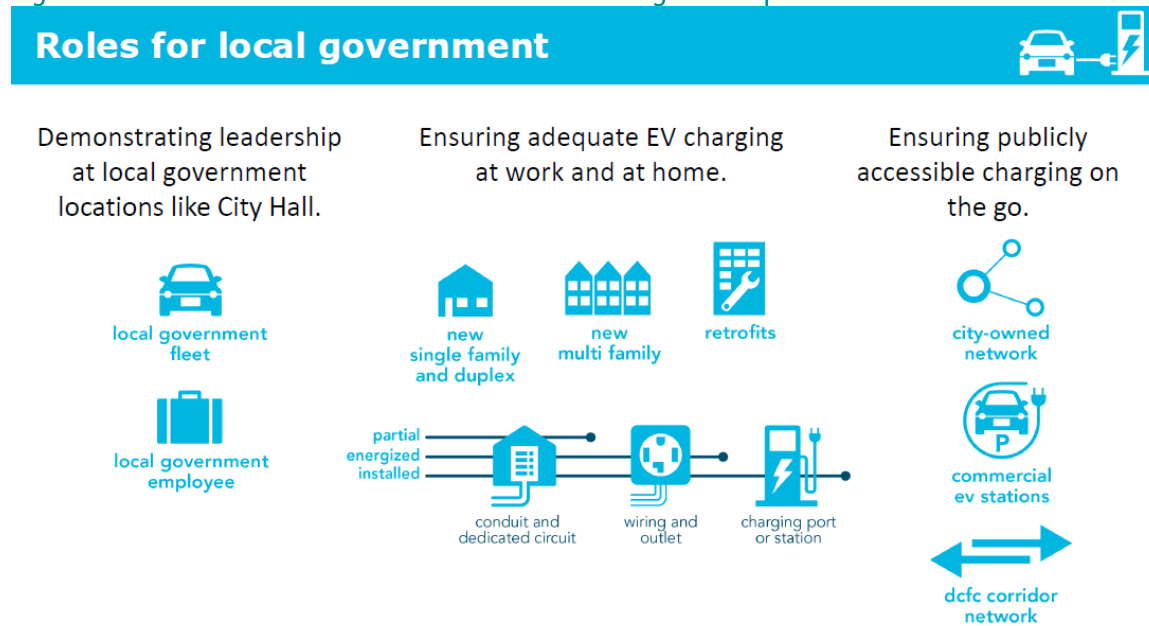 Roles for local government
Demonstrating leadership
at local government
locations like City Hall.
local government
fleet
local government
employee
Ensuring adequate EV charging
at work and at home.
new
single family
and duplex
new
multi family
retrofits
partial
energized
installed
conduit and
dedicated circuit
wiring and
outlet
charging port
or station
Ensuring publicly
accessible charging on
the go.
city-owned
network
P
commercial
ev stations
dcfc corridor
network